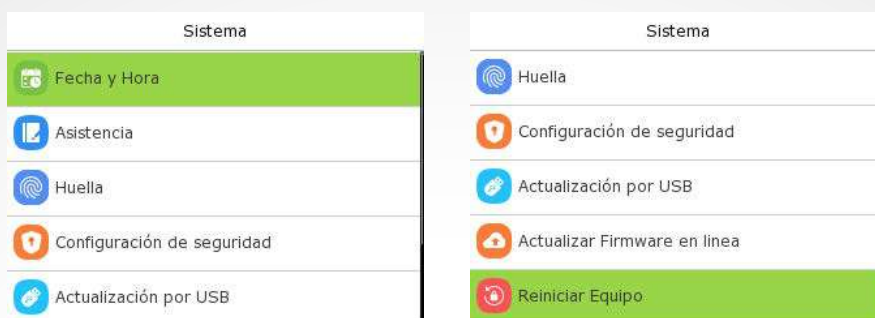 Sistema
Fecha y Hora
Asistencia
Huella
Configuración de seguridad
Actualización por USB
Sistema
Huella
Configuración de seguridad
Actualización por USB
Actualizar Firmware en linea
Reiniciar Equipo